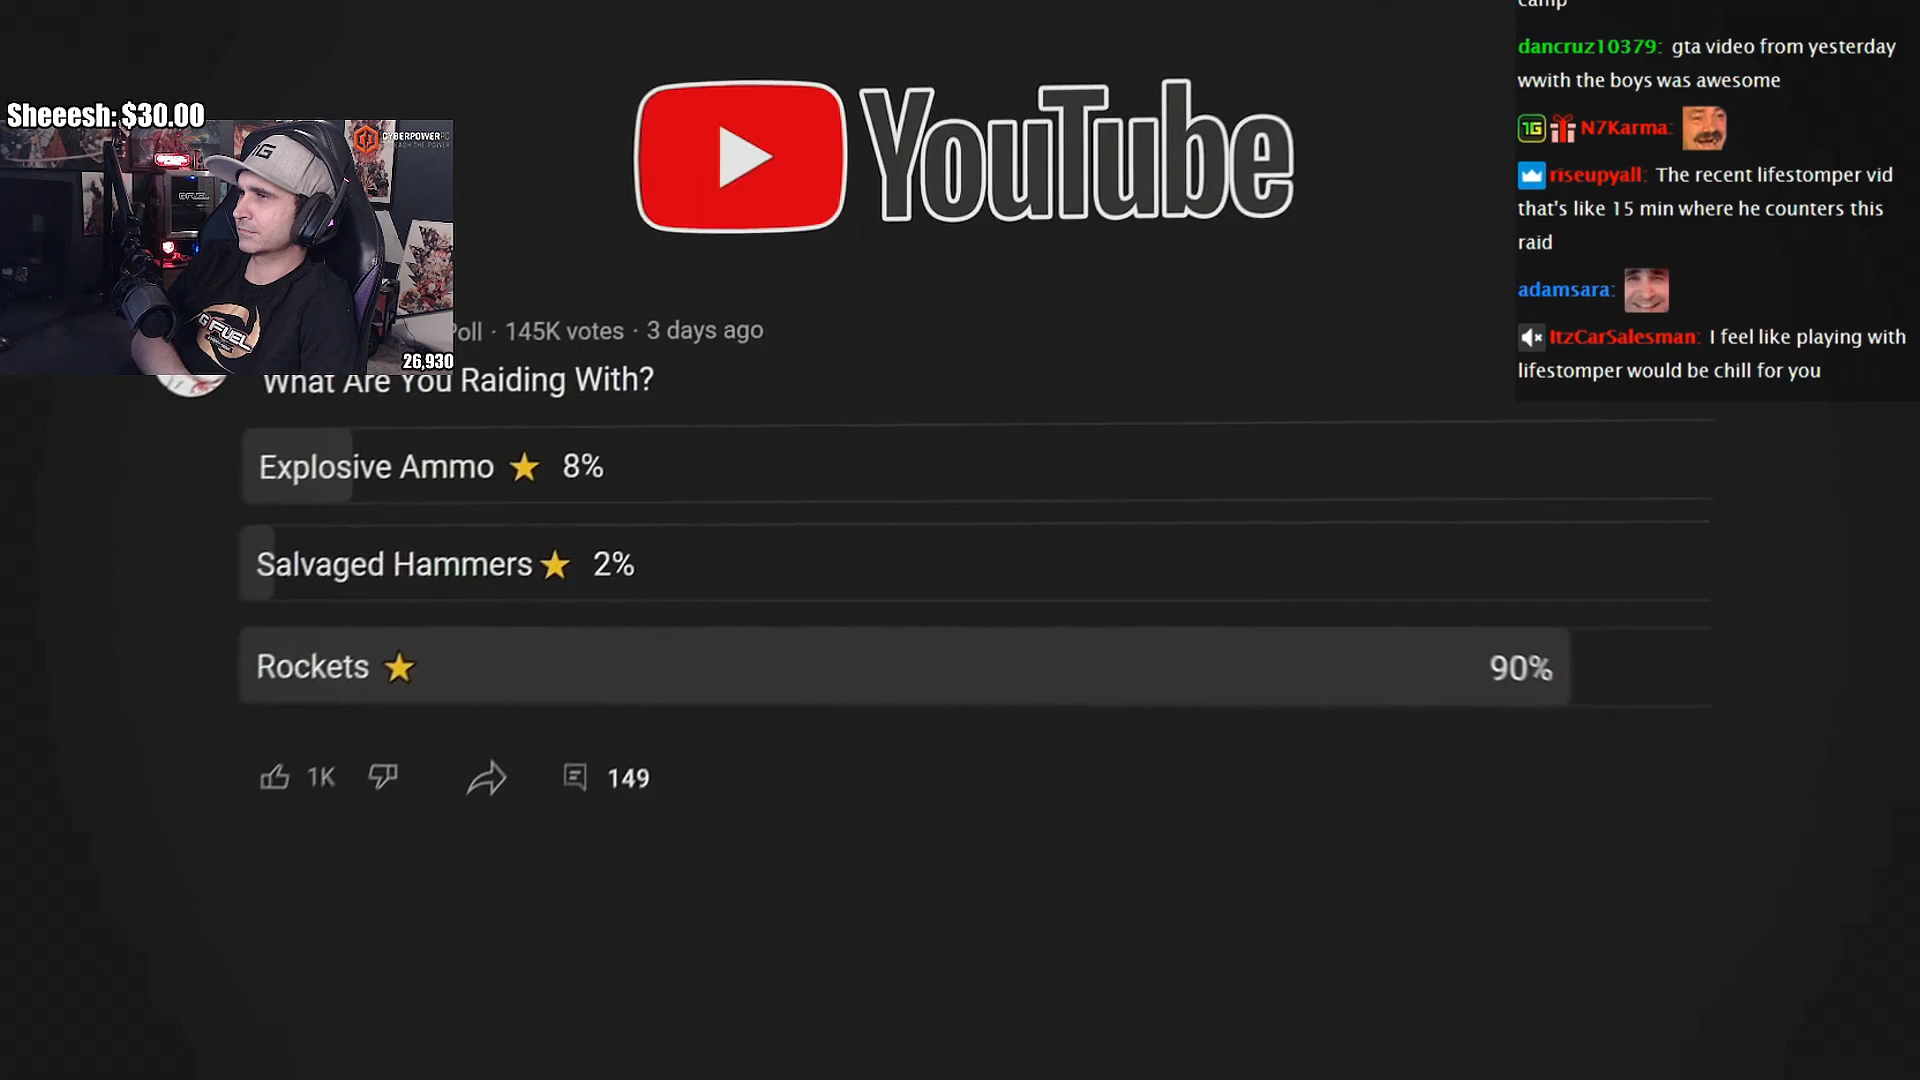 camp
dancruz10379: gta video from yesterday
wwith the boys was awesome
N7Karma:
riseupyall: The recent lifestomper vid
that's like 15 min where he counters this
raid
adamsara:
ItzCarSalesman: I feel like playing with
lifestomper would be chill for you
Sheeesh: $30.00
CYBERPOWERPC
G FUEL
G FUEL
26,930
YouTube
Poll · 145K votes · 3 days ago
What Are You Raiding With?
Explosive Ammo 8%
Salvaged Hammers 2%
Rockets 90%
1K 149